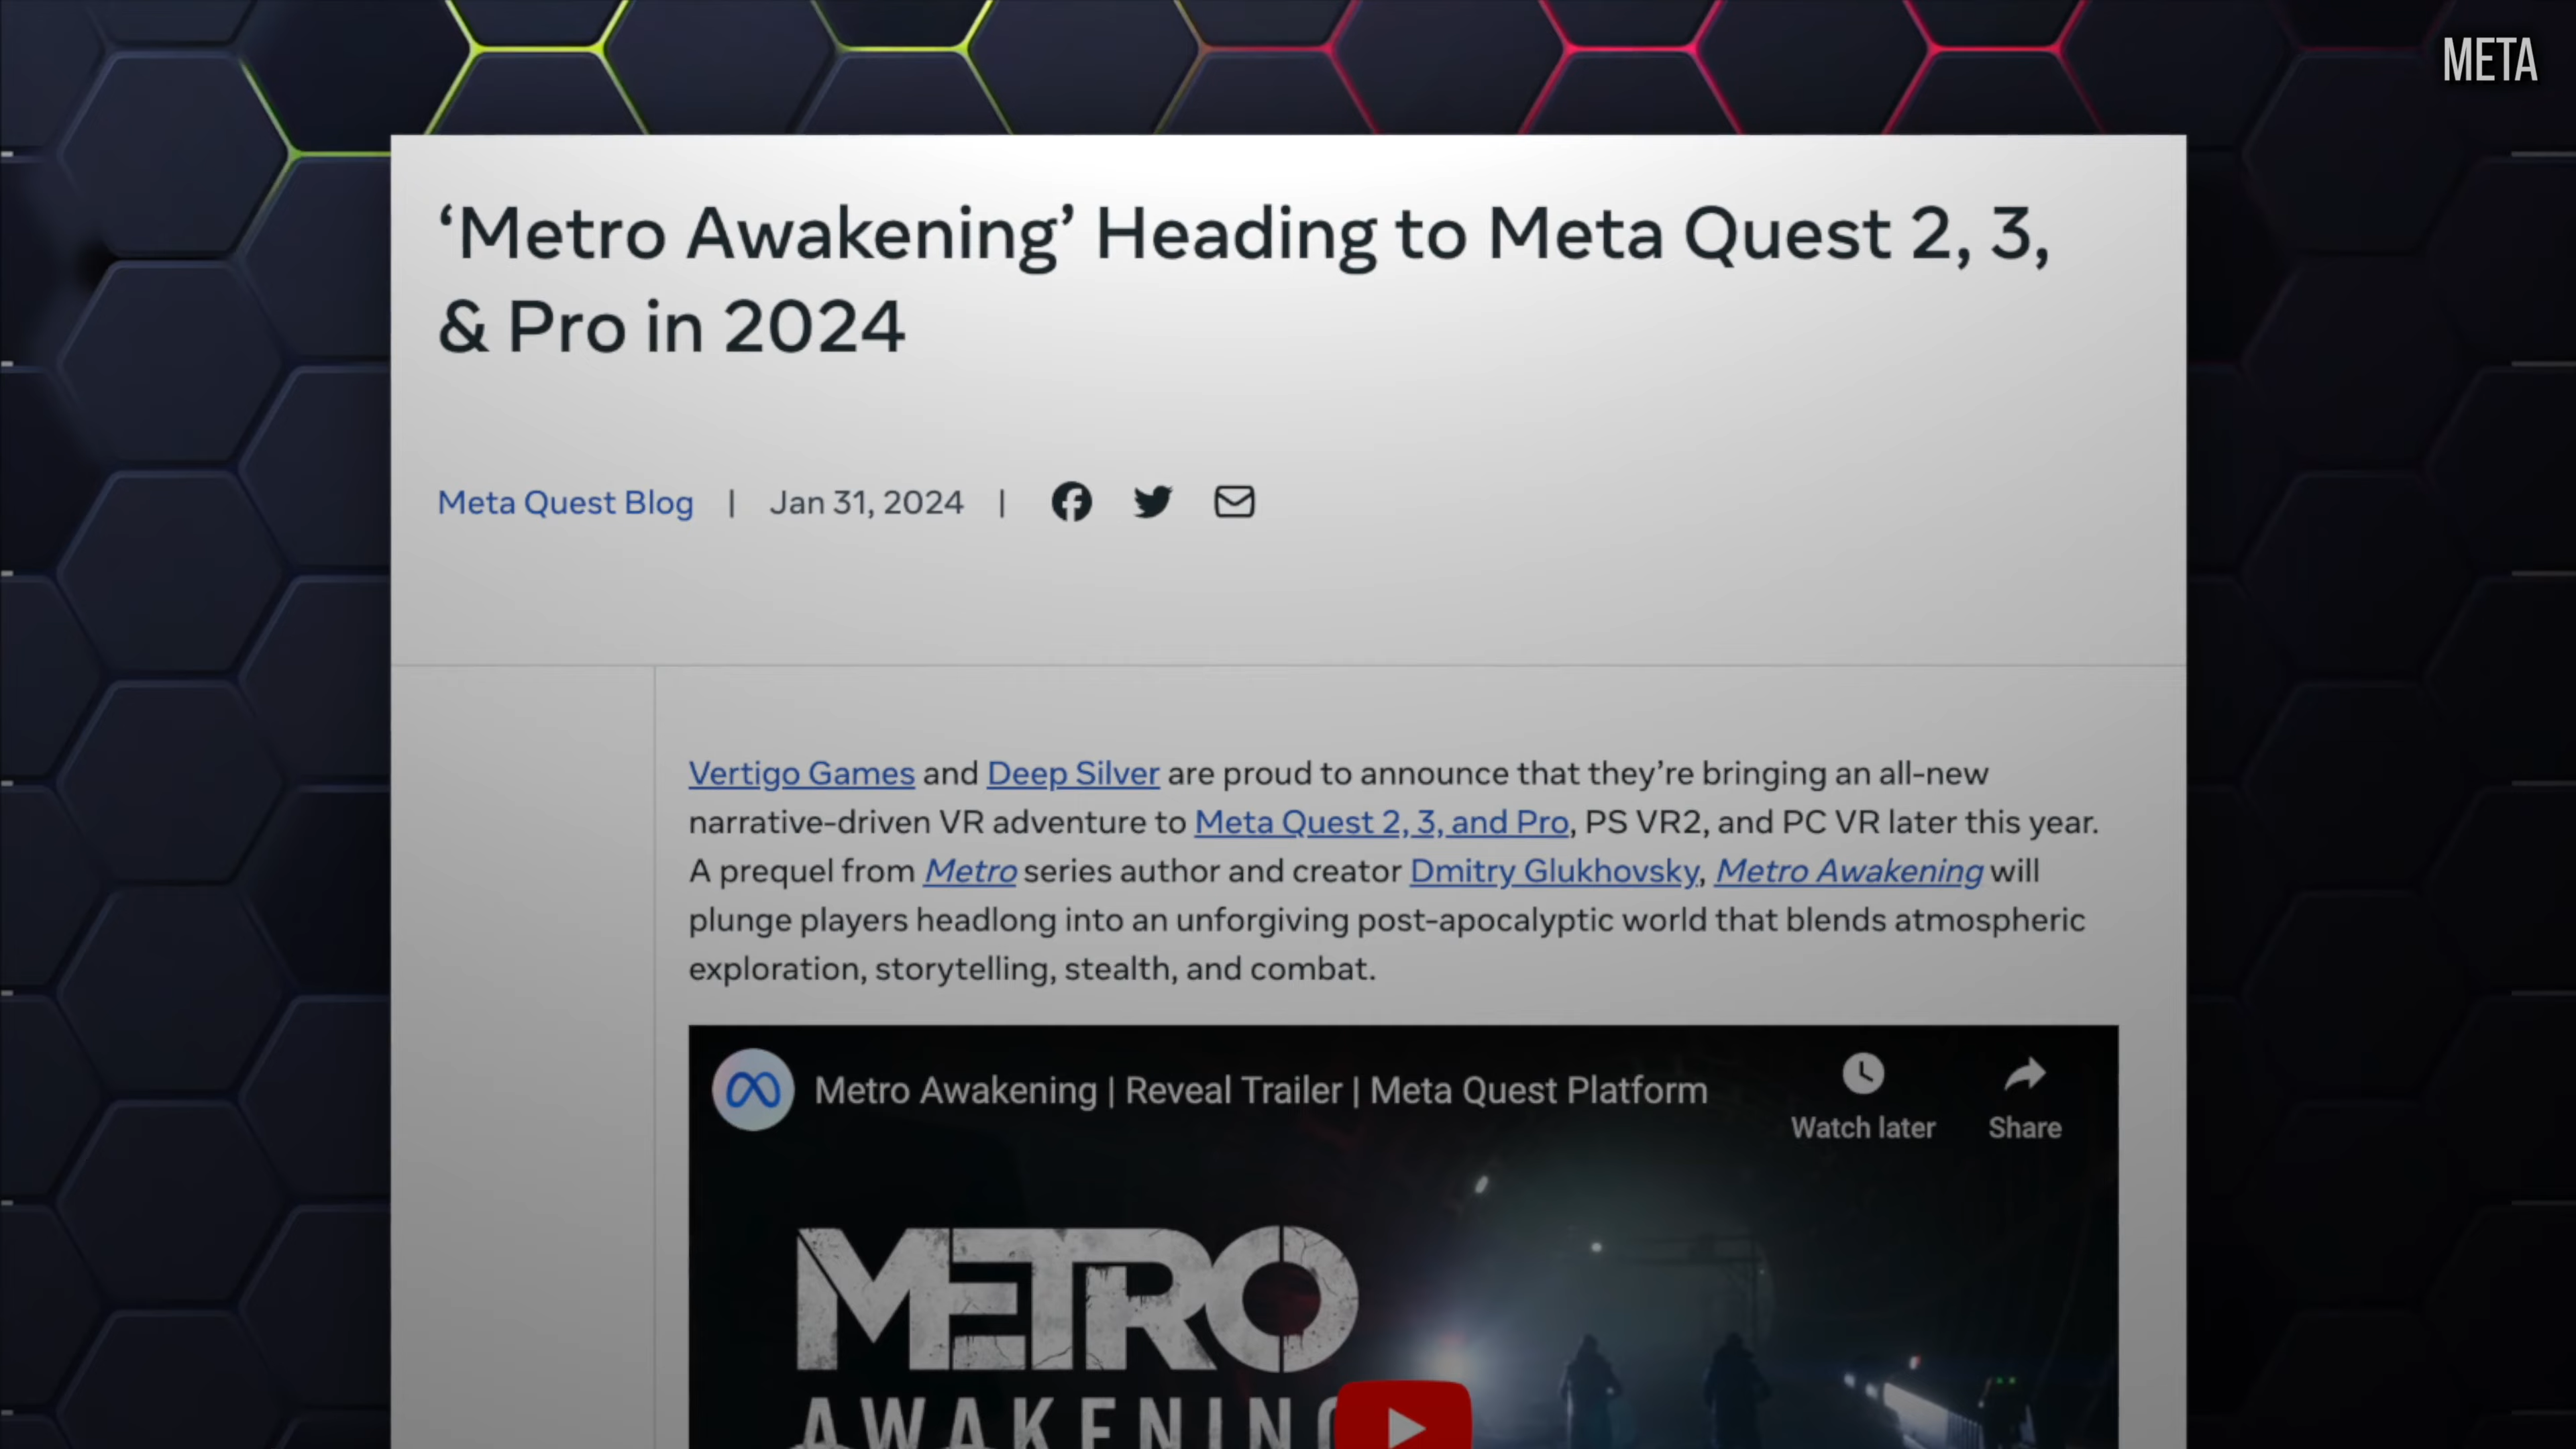 META
‘Metro Awakening’ Heading to Meta Quest 2, 3,
& Pro in 2024
Meta Quest Blog | Jan 31, 2024 |
Vertigo Games and Deep Silver are proud to announce that they’re bringing an all-new
narrative-driven VR adventure to Meta Quest 2, 3, and Pro, PS VR2, and PC VR later this year.
A prequel from Metro series author and creator Dmitry Glukhovsky, Metro Awakening will
plunge players headlong into an unforgiving post-apocalyptic world that blends atmospheric
exploration, storytelling, stealth, and combat.
Metro Awakening | Reveal Trailer | Meta Quest Platform
Watch later
Share
METRO
AWAKENING